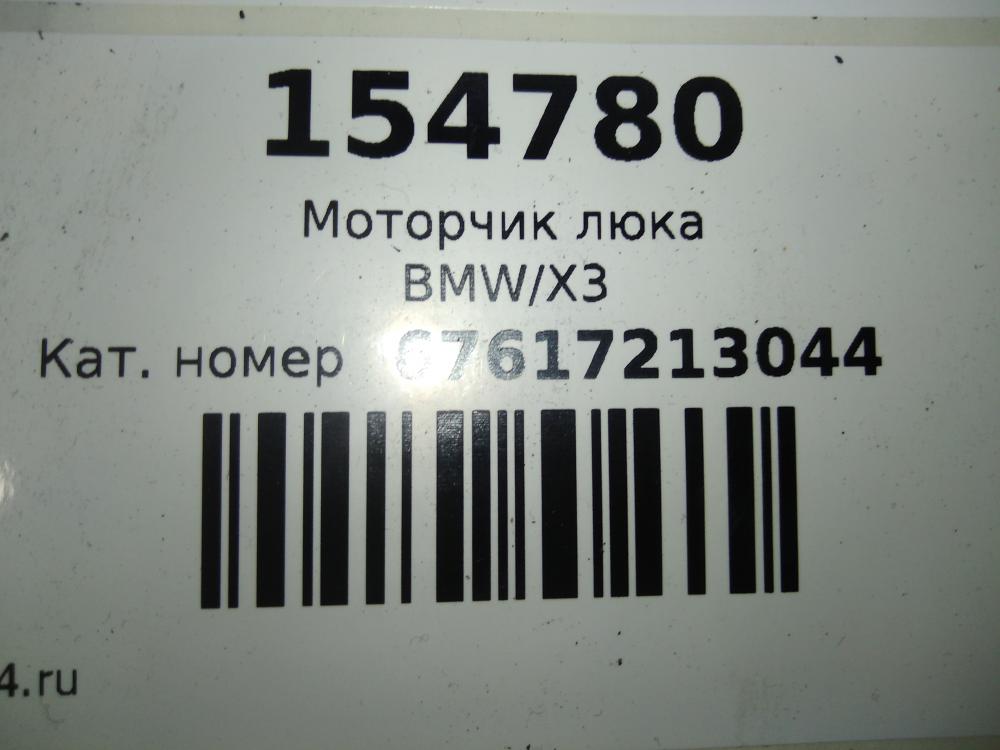 154780
Моторчик люка
BMW/X3
Кат. номер 67617213044
4.ru